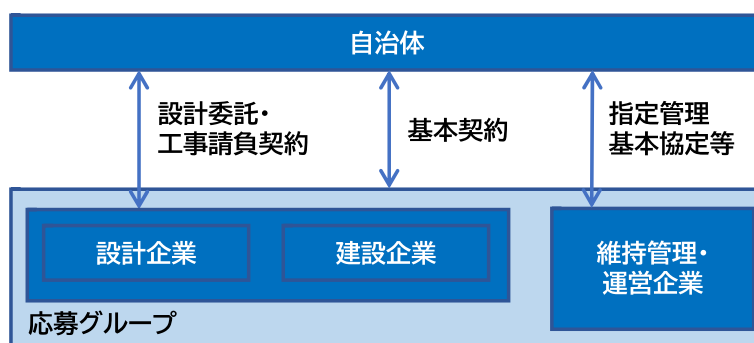 自治体
設計委託・
工事請負契約
基本契約
指定管理
基本協定等
設計企業
建設企業
維持管理・
運営企業
応募グループ